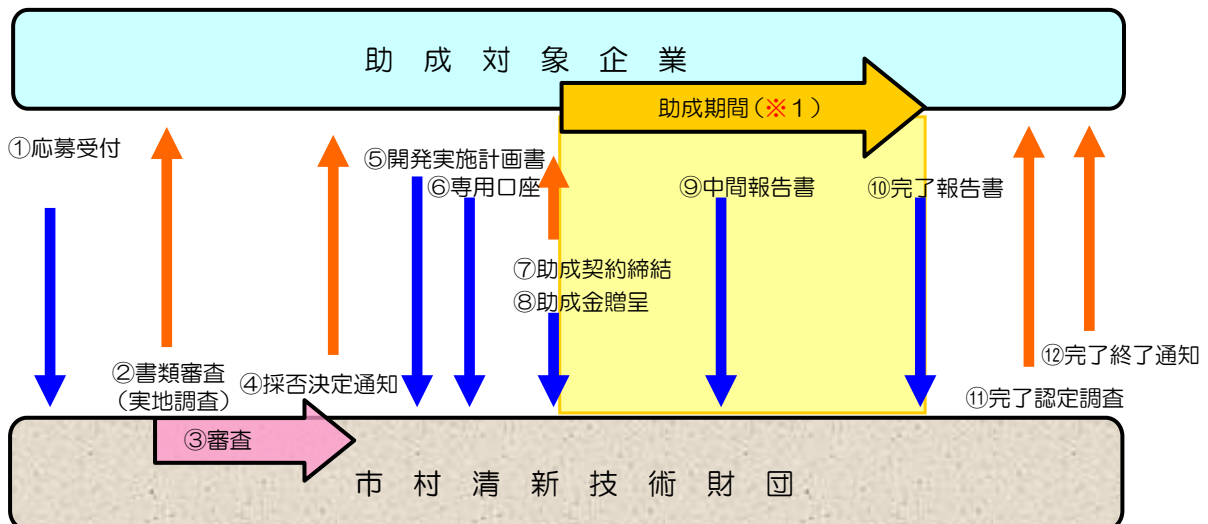 助成対象企業
助成期間(※1)
①応募受付
⑤開発実施計画書
⑥専用口座
⑨中間報告書
⑩完了報告書
⑦助成契約締結
⑧助成金贈呈
②書類審査
(実地調査)
④採否決定通知
⑫完了終了通知
⑪完了認定調査
③審査
市村清新技術財団